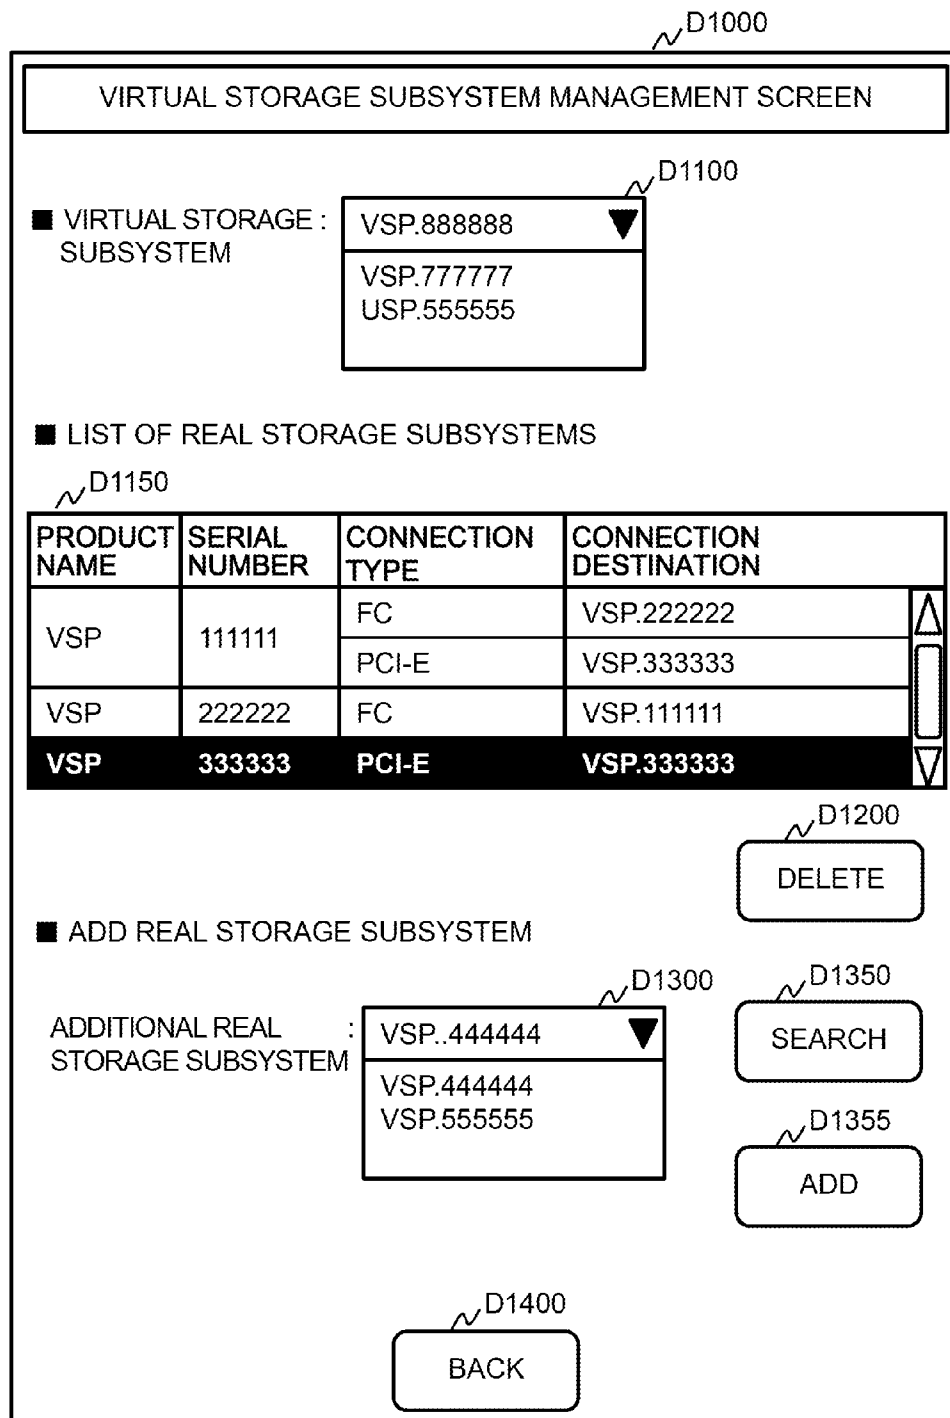 D1000
VIRTUAL STORAGE SUBSYSTEM MANAGEMENT SCREEN
D1100
VIRTUAL STORAGE :
SUBSYSTEM
VSP.888888
VSP.777777
USP.555555
LIST OF REAL STORAGE SUBSYSTEMS
D1150
PRODUCT NAME SERIAL NUMBER CONNECTION TYPE CONNECTION DESTINATION
VSP 111111 FC VSP.222222
PCI-E VSP.333333
VSP 222222 FC VSP.111111
VSP 333333 PCI-E VSP.333333
D1200
DELETE
ADD REAL STORAGE SUBSYSTEM
D1300
ADDITIONAL REAL :
STORAGE SUBSYSTEM
VSP..444444
VSP.444444
VSP.555555
D1350
SEARCH
D1355
ADD
D1400
BACK